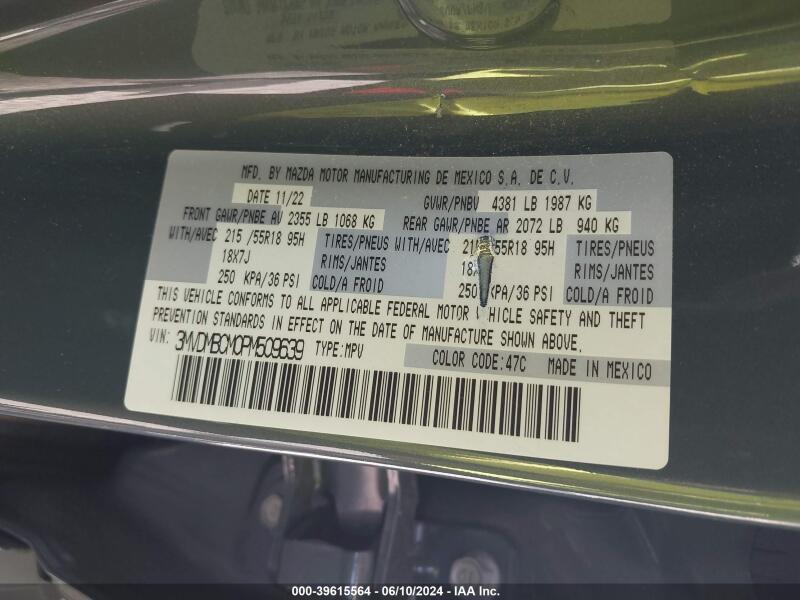 MFD. BY MAZDA MOTOR MANUFACTURING DE MEXICO S.A. DE C.V.
DATE 11/22 GVWR/PNBV 4381 LB 1987 KG
FRONT GAWR/PNBE AV 2355 LB 1068 KG REAR GAWR/PNBE AR 2072 LB 940 KG
WITH/AVEC 215 /55R18 95H TIRES/PNEUS WITH/AVEC /55R18 95H TIRES/PNEUS
18X7J RIMS/JANTES RIMS/JANTES
250 KPA/36 PSI COLD/A FROID 250 KPA/36 PSI COLD/A FROID
THIS VEHICLE CONFORMS TO ALL APPLICABLE FEDERAL MOTOR HICLE SAFETY AND THEFT
PREVENTION STANDARDS IN EFFECT ON THE DATE OF MANUFACTURE SHOWN ABOVE.
VIN: 3MVDMBCM0PM509639 TYPE:MPV COLOR CODE:47C MADE IN MEXICO
000-39615564 - 06/10/2024 - IAA Inc.